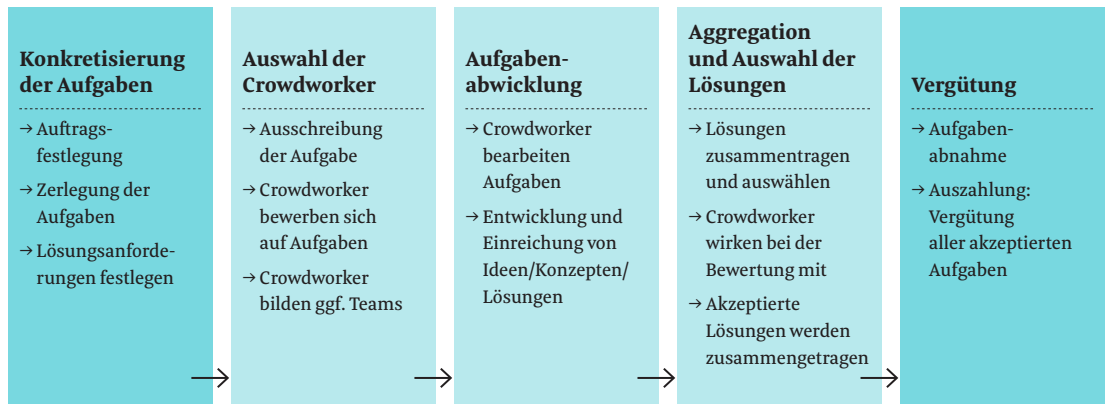 Konkretisierung
der Aufgaben
→ Auftrags-
festlegung
→ Zerlegung der
Aufgaben
→ Lösungsanforde-
rungen festlegen
Auswahl der
Crowdworker
→ Ausschreibung
der Aufgabe
→ Crowdworker
bewerben sich
auf Aufgaben
→ Crowdworker
bilden ggf. Teams
Aufgaben-
abwicklung
→ Crowdworker
bearbeiten
Aufgaben
→ Entwicklung und
Einreichung von
Ideen/Konzepten/
Lösungen
Aggregation
und Auswahl der
Lösungen
→ Lösungen
zusammentragen
und auswählen
→ Crowdworker
wirken bei der
Bewertung mit
→ Akzeptierte
Lösungen werden
zusammengetragen
Vergütung
→ Aufgaben-
abnahme
→ Auszahlung:
Vergütung
aller akzeptierten
Aufgaben